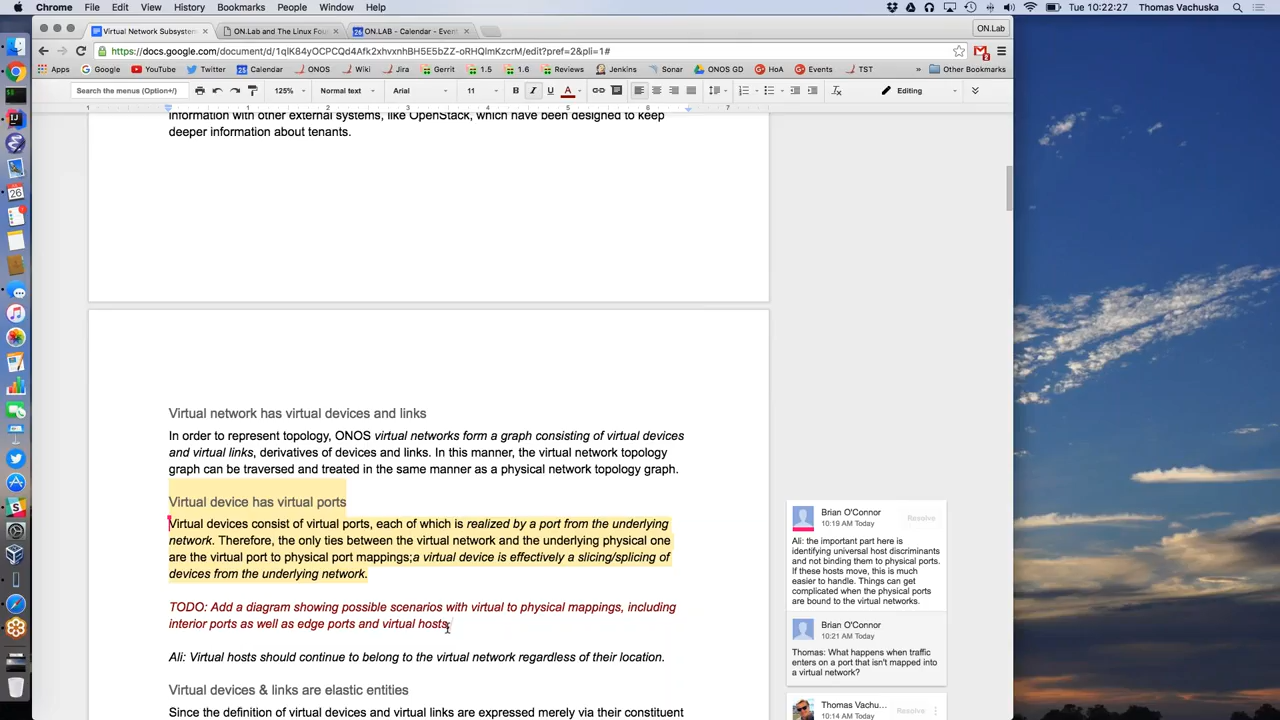 Chrome File Edit View History Bookmarks People Window Help Tue 10:22:27 Thomas Vachuska
Virtual Network Subsystem ON.Lab and The Linux Fou ON.LAB - Calendar - Even ON.Lab
https://docs.google.com/document/d/1qlK84yOCPCQd4Afk2xhvxnhBH5E5bZZ-oRHQlmKzcrM/edit?pref=2&pli=1#
Apps Google YouTube Twitter Calendar ONOS Wiki Jira Gerrit 1.5 1.6 Reviews Jenkins Sonar ONOS GD HoA Events TST » Other Bookmarks
Search the menus (Option+/) 125% Normal text Arial 11 B I U A Editing
1 1 2 3 4 5 6 7
information with other external systems, like OpenStack, which have been designed to keep
deeper information about tenants.
Virtual network has virtual devices and links
In order to represent topology, ONOS virtual networks form a graph consisting of virtual devices
and virtual links, derivatives of devices and links. In this manner, the virtual network topology
graph can be traversed and treated in the same manner as a physical network topology graph.
Virtual device has virtual ports
Virtual devices consist of virtual ports, each of which is realized by a port from the underlying
network. Therefore, the only ties between the virtual network and the underlying physical one
are the virtual port to physical port mappings;a virtual device is effectively a slicing/splicing of
devices from the underlying network.
TODO: Add a diagram showing possible scenarios with virtual to physical mappings, including
interior ports as well as edge ports and virtual hosts.
Ali: Virtual hosts should continue to belong to the virtual network regardless of their location.
Virtual devices & links are elastic entities
Since the definition of virtual devices and virtual links are expressed merely via their constituent
Brian O'Connor
10:19 AM Today
Resolve
Ali: the important part here is
identifying universal host discriminants
and not binding them to physical ports.
If these hosts move, this is much
easier to handle. Things can get
complicated when the physical ports
are bound to the virtual networks.
Brian O'Connor
10:21 AM Today
Thomas: What happens when traffic
enters on a port that isn't mapped into
a virtual network?
Thomas Vachu...
10:14 AM Today
Resolve